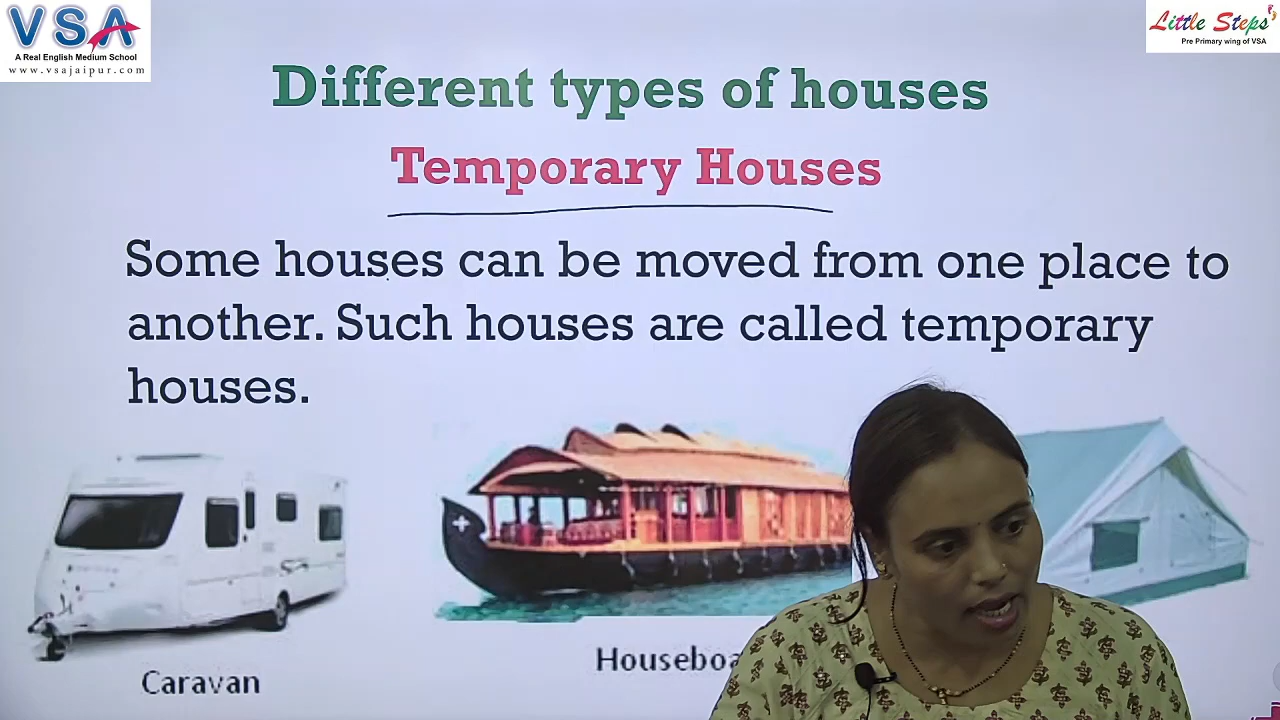 VSA
A Real English Medium School
www.vsajaipur.com
Little Steps
Pre Primary wing of VSA
Different types of houses
Temporary Houses
Some houses can be moved from one place to
another. Such houses are called temporary
houses.
Caravan
Houseboa